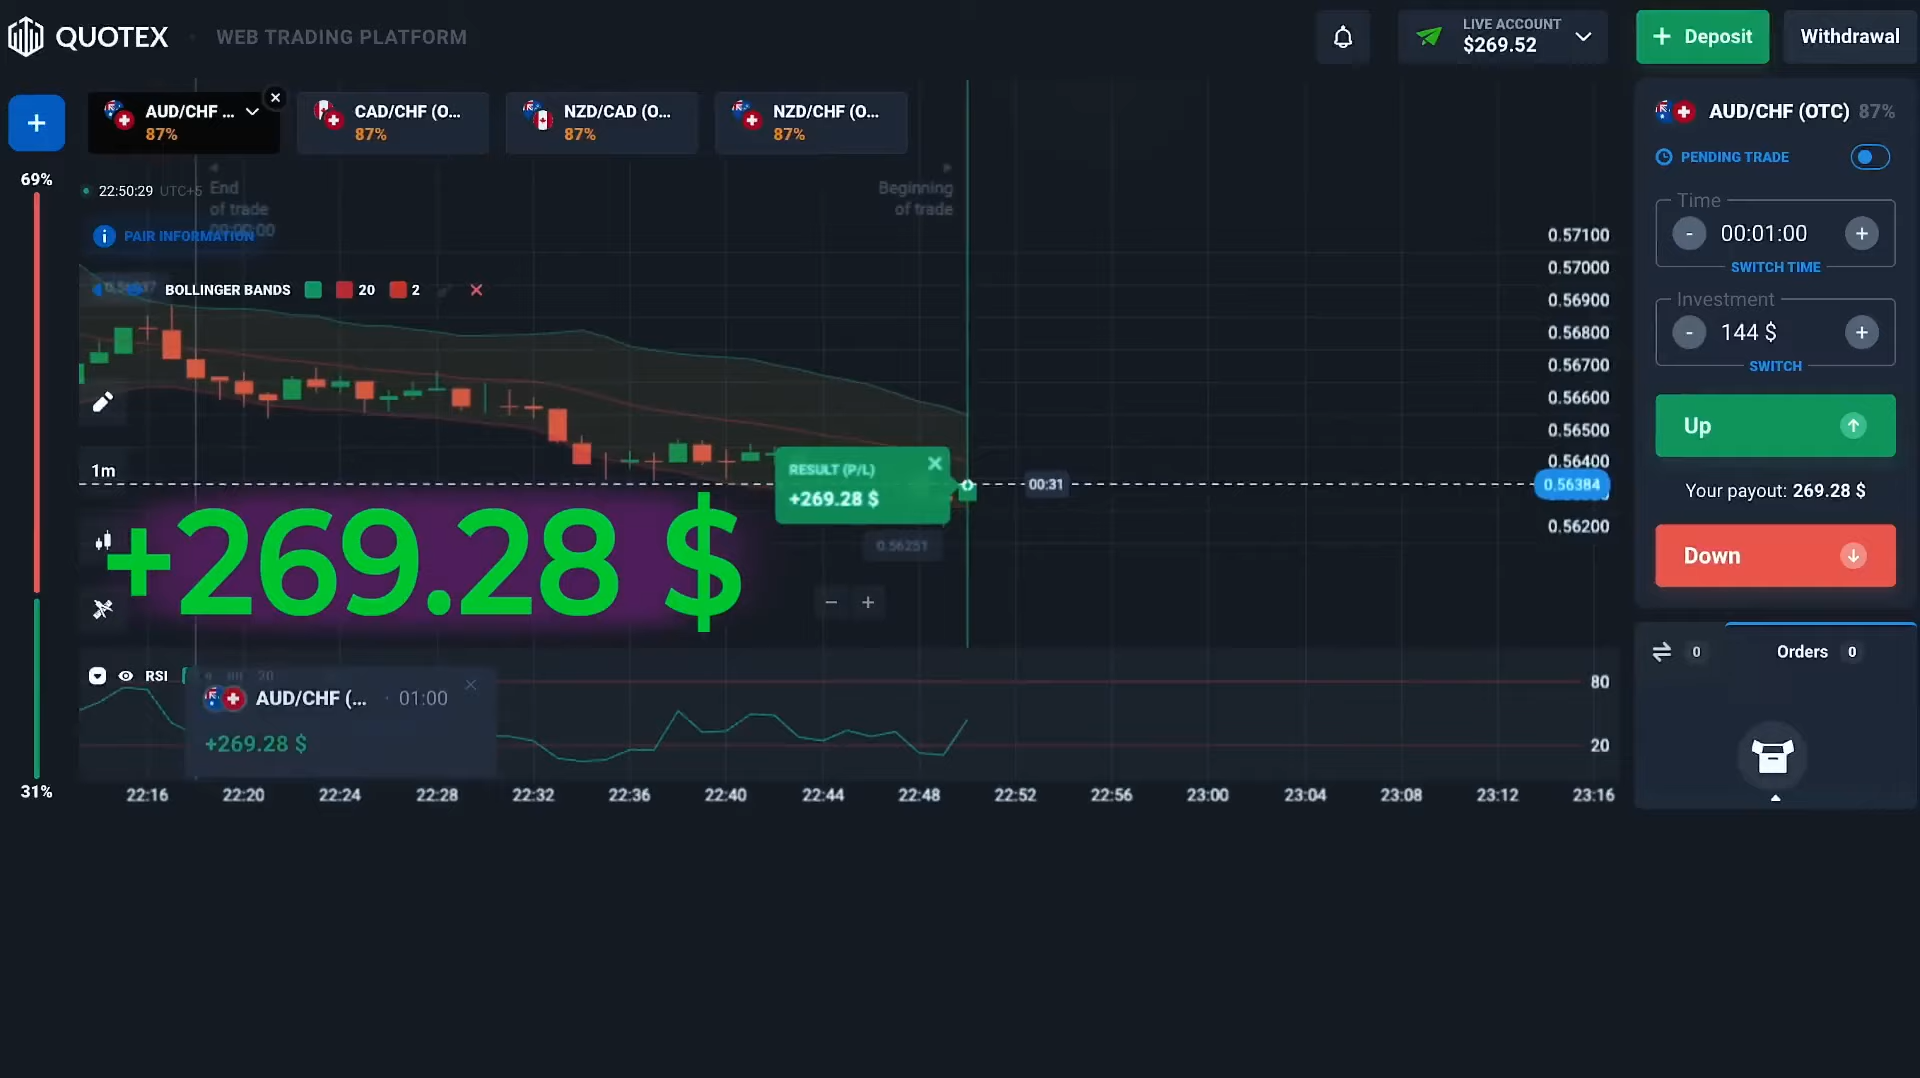 QUOTEX
WEB TRADING PLATFORM
LIVE ACCOUNT
$269.52
+ Deposit
Withdrawal
+
AUD/CHF ...
87%
CAD/CHF (O...
87%
NZD/CAD (O...
87%
NZD/CHF (O...
87%
AUD/CHF (OTC) 87%
PENDING TRADE
69%
22:50:29 UTC+5
End
of trade
Beginning
of trade
PAIR INFORMATION
BOLLINGER BANDS 20 2
0.57100
0.57000
0.56900
0.56800
0.56700
0.56600
0.56500
0.56400
0.56384
0.56200
Time
- 00:01:00 +
SWITCH TIME
Investment
- 144 $ +
SWITCH
Up
Your payout: 269.28 $
Down
1m
RESULT (P/L)
+269.28 $
00:31
+269.28 $
0.56251
- +
0
Orders 0
RSI
AUD/CHF (... · 01:00
+269.28 $
80
20
31%
22:16 22:20 22:24 22:28 22:32 22:36 22:40 22:44 22:48 22:52 22:56 23:00 23:04 23:08 23:12 23:16